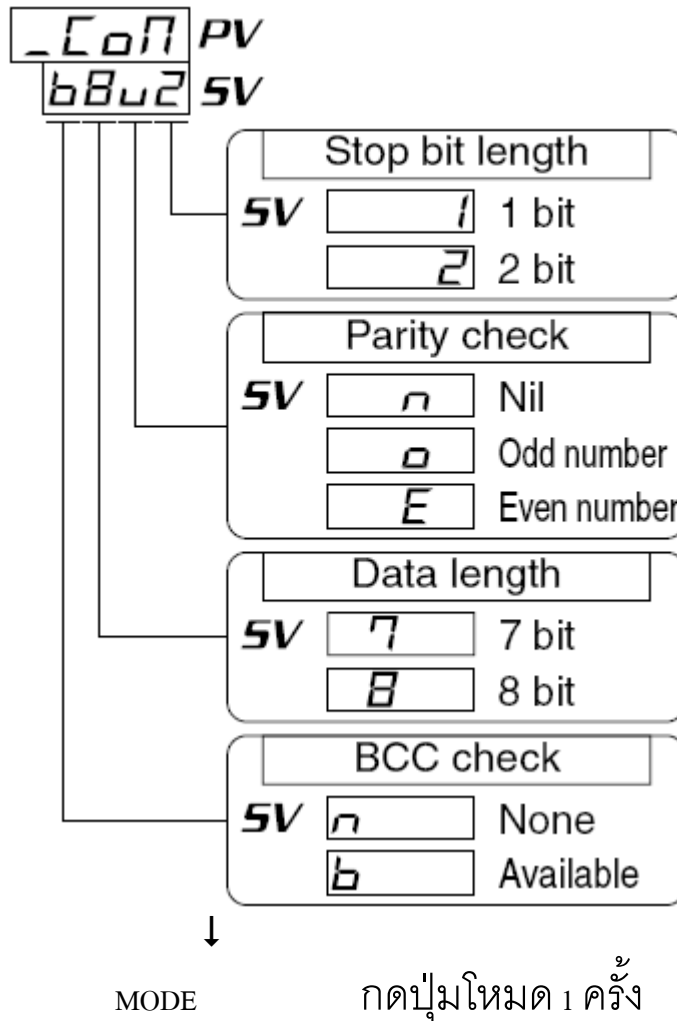 _CoM PV
b8u2 SV
Stop bit length
SV 1 1 bit
2 2 bit
Parity check
SV n Nil
o Odd number
E Even number
Data length
SV 7 7 bit
8 8 bit
BCC check
SV n None
b Available
↓
MODE กดปุ่มโหมด 1 ครั้ง